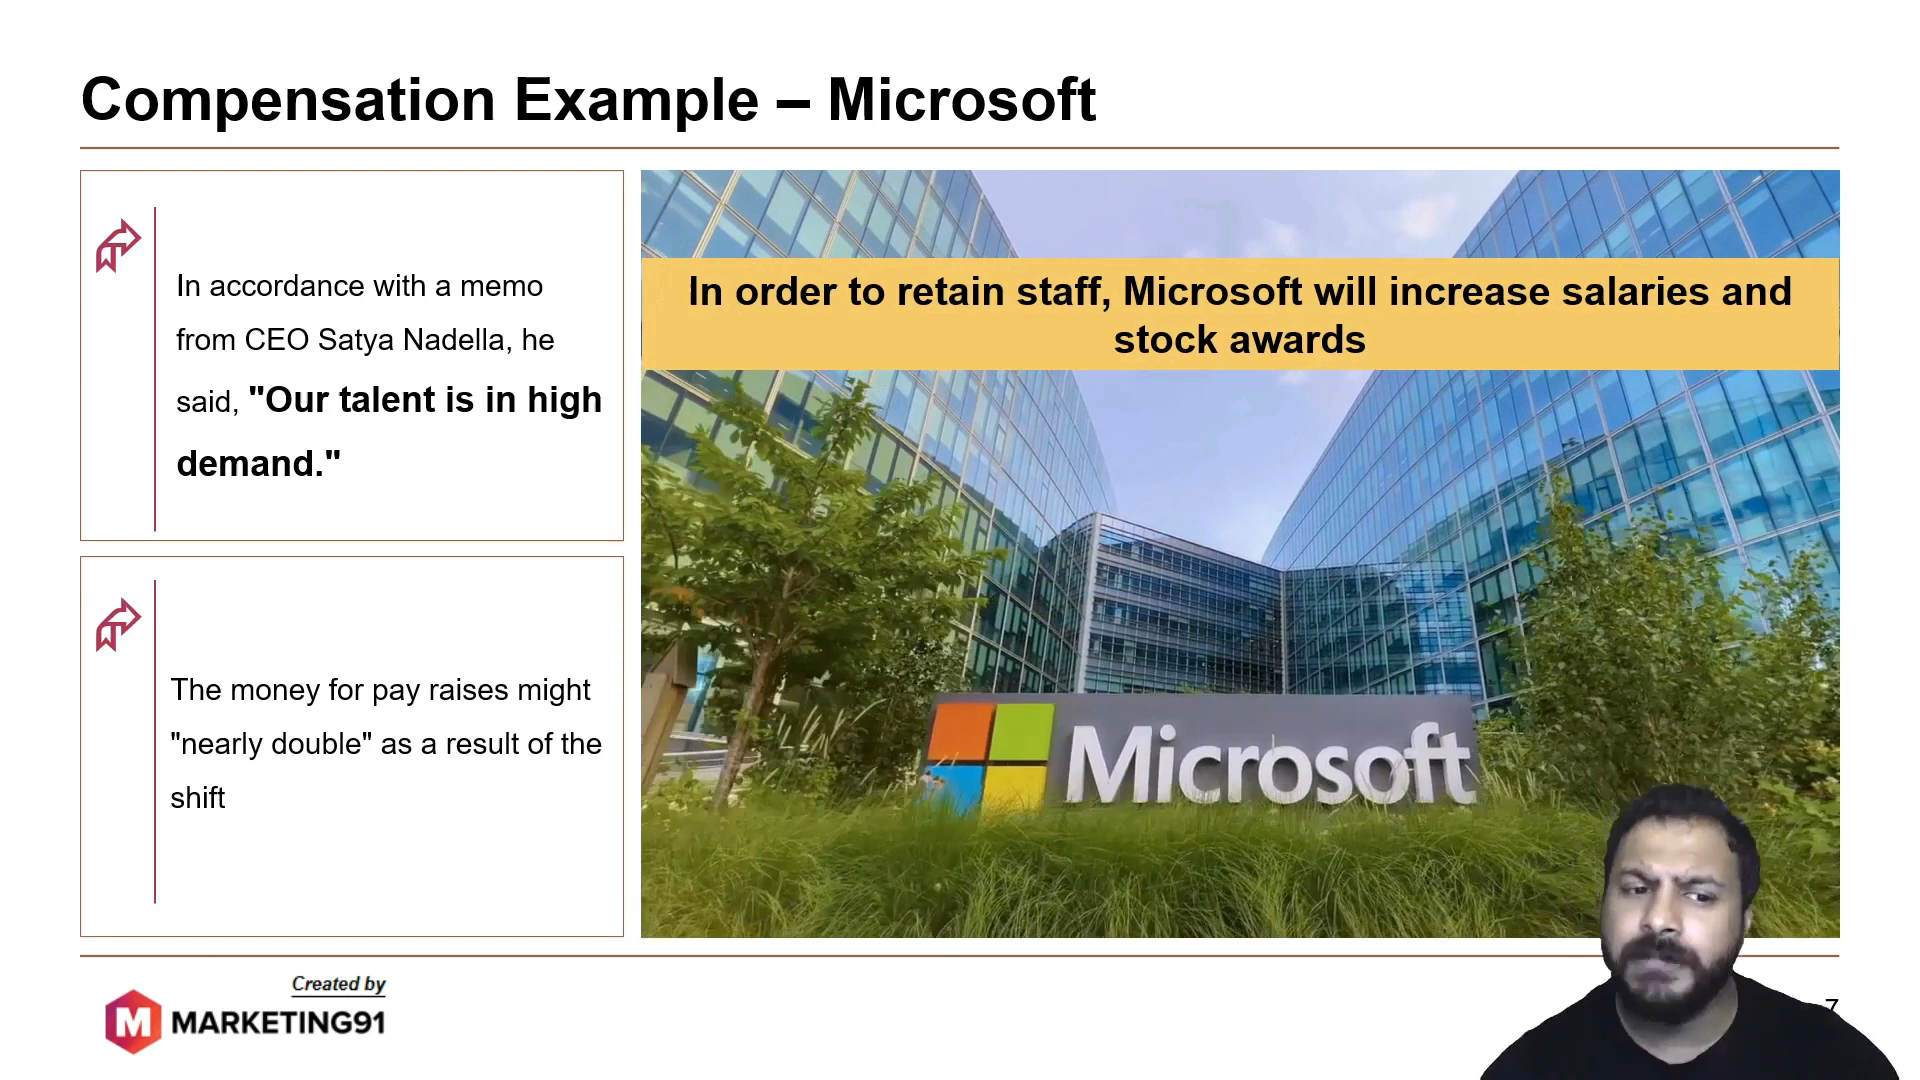 Compensation Example – Microsoft
In accordance with a memo
from CEO Satya Nadella, he
said, "Our talent is in high
demand."
The money for pay raises might
"nearly double" as a result of the
shift
In order to retain staff, Microsoft will increase salaries and
stock awards
Microsoft
Created by
M MARKETING91
7